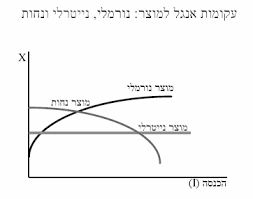 עקומות אנגל למוצר: נורמלי, נייטרלי ונחות
X
מוצר נורמלי
מוצר נחות
מוצר נייטרלי
הכנסה (I)